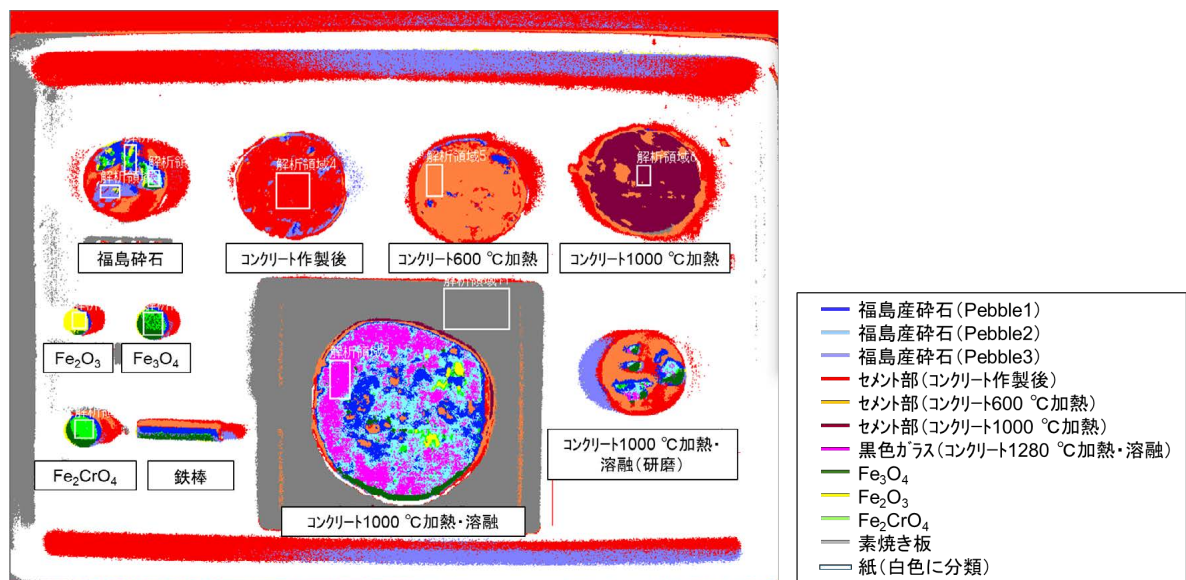 解析領域4
解析領域5
福島砕石
コンクリート作製後
コンクリート600 ℃加熱
コンクリート1000 ℃加熱
Fe₂O₃
Fe₃O₄
Fe₂CrO₄
鉄棒
コンクリート1000 ℃加熱・
溶融(研磨)
コンクリート1000 ℃加熱・溶融
福島産砕石(Pebble1)
福島産砕石(Pebble2)
福島産砕石(Pebble3)
セメント部(コンクリート作製後)
セメント部(コンクリート600 ℃加熱)
セメント部(コンクリート1000 ℃加熱)
黒色ガラス(コンクリート1280 ℃加熱・溶融)
Fe₃O₄
Fe₂O₃
Fe₂CrO₄
素焼き板
紙(白色に分類)